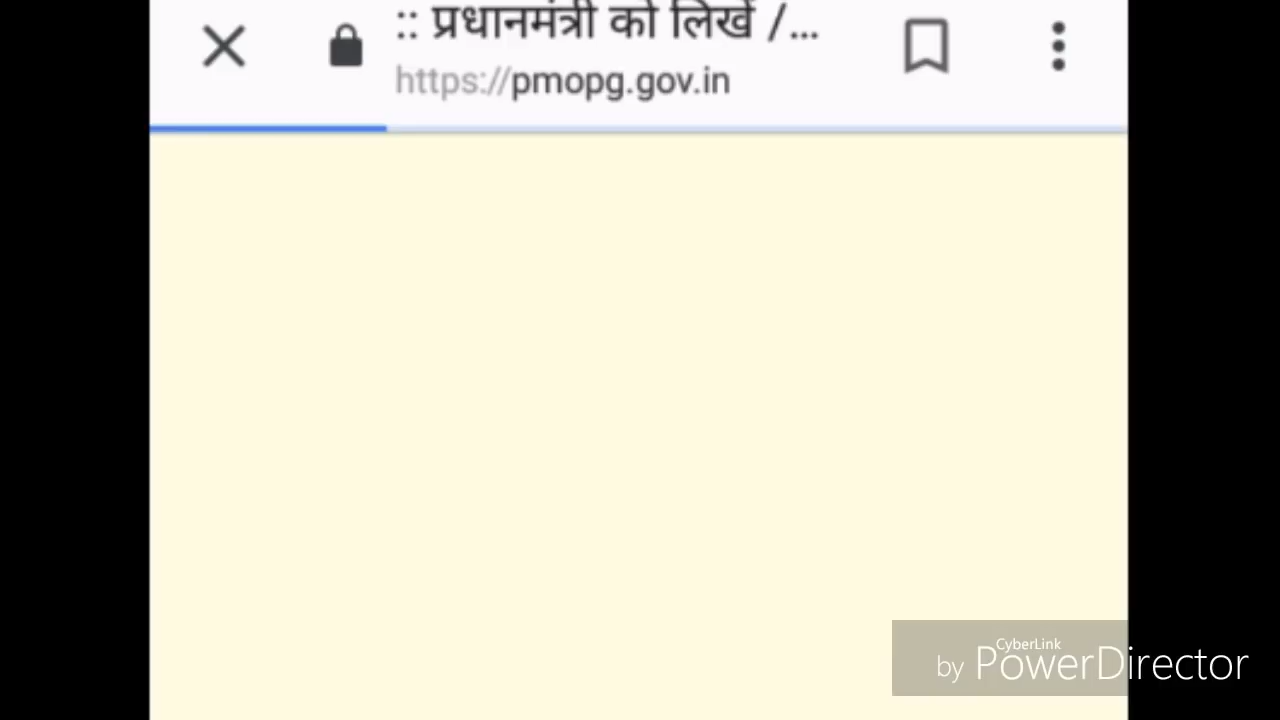 :: प्रधानमंत्री को लिखें /...
https://pmopg.gov.in
CyberLink
by PowerDirector